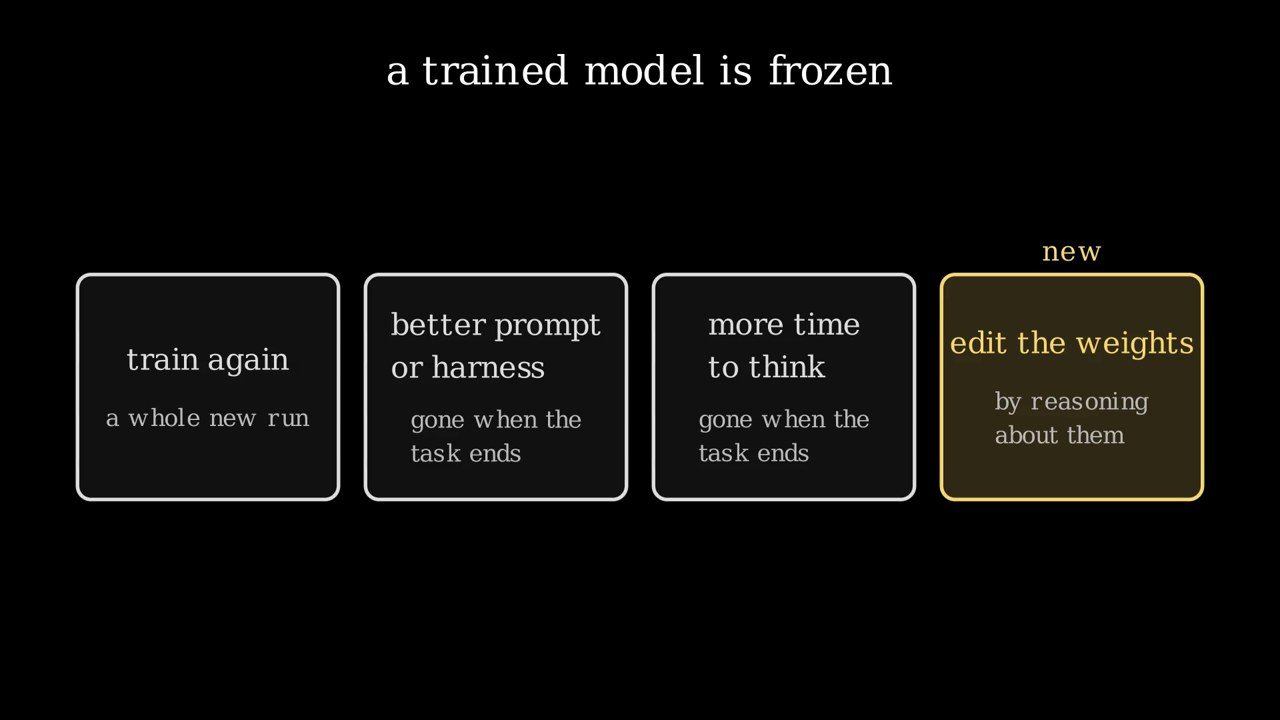 a trained model is frozen
train again
a whole new run
better prompt
or harness
gone when the
task ends
more time
to think
gone when the
task ends
new
edit the weights
by reasoning
about them